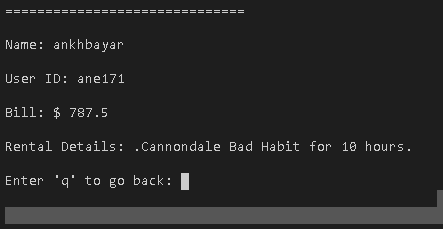 ==============================
Name: ankhbayar
User ID: ane171
Bill: $ 787.5
Rental Details: .Cannondale Bad Habit for 10 hours.
Enter 'q' to go back: